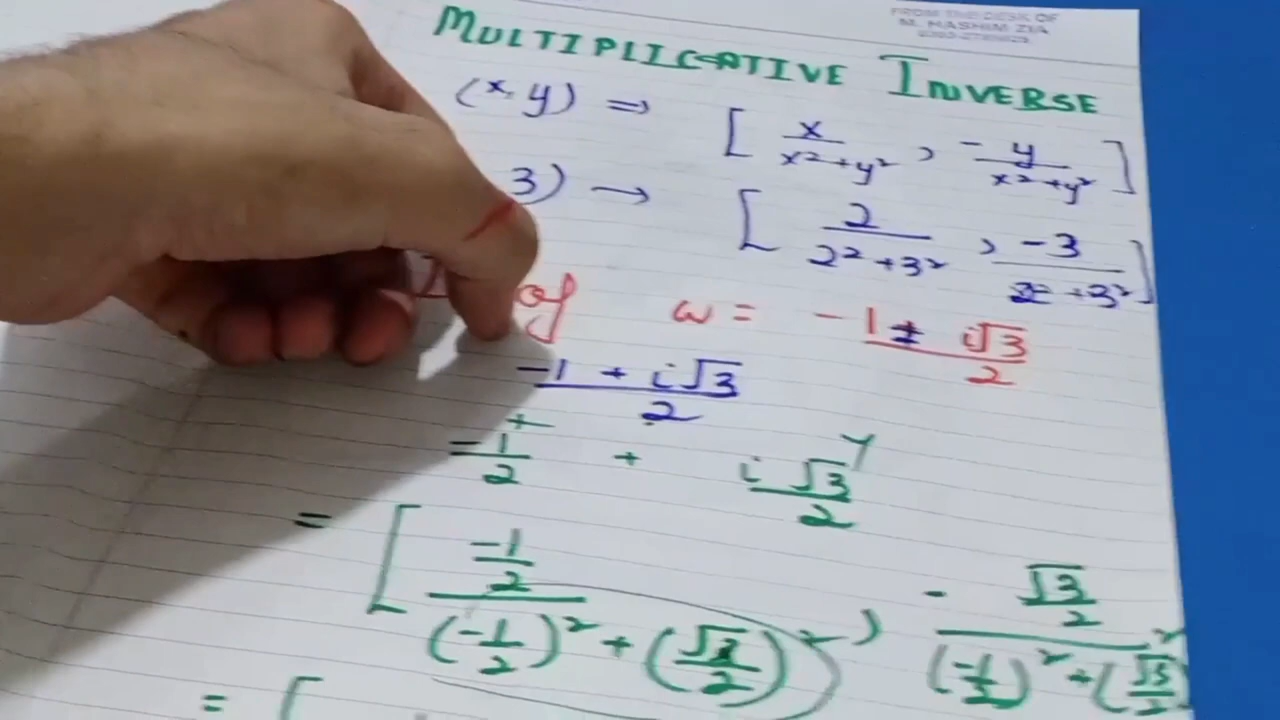 FROM THE DESK OF
M. HASHIM ZIA
MULTIPLICATIVE INVERSE
(x, y) ⇒ [ x/(x²+y²) , -y/(x²+y²) ]
3) → [ 2/(2²+3²) , -3/(2²+3²) ]
of ω = (-1 ± i√3)/2
(-1 + i√3)/2
-1/2 + i√3/2
= [ (-1/2)/((-1/2)² + (√3/2)²) , - (√3/2)/((-1/2)² + (√3/2)²)
= [